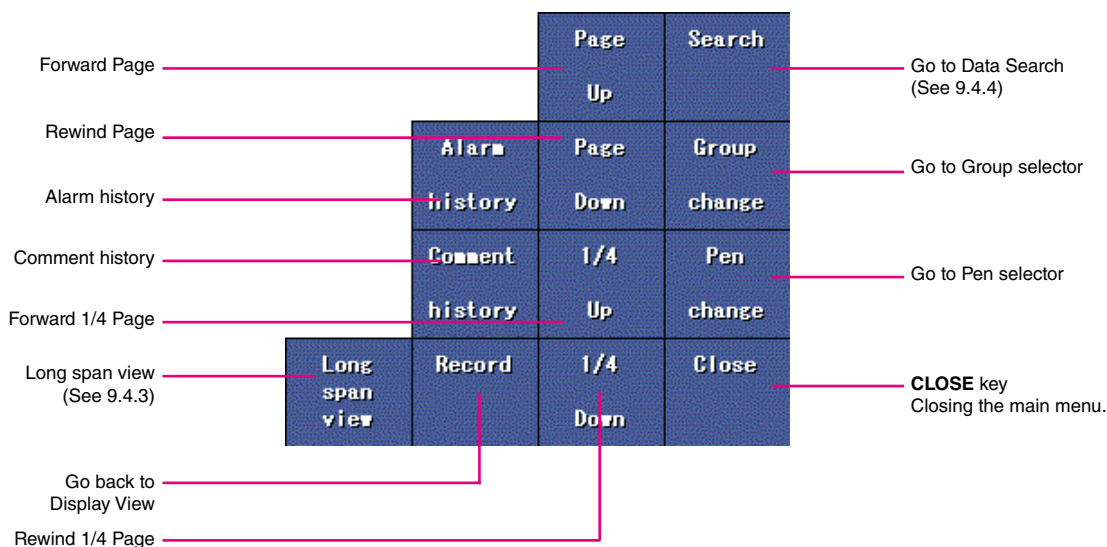 Forward Page
Rewind Page
Alarm history
Comment history
Forward 1/4 Page
Long span view
(See 9.4.3)
Go back to
Display View
Rewind 1/4 Page
Page
Up
Search
Alarm
history
Page
Down
Group
change
Comment
history
1/4
Up
Pen
change
Long
span
view
Record
1/4
Down
Close
Go to Data Search
(See 9.4.4)
Go to Group selector
Go to Pen selector
CLOSE key
Closing the main menu.